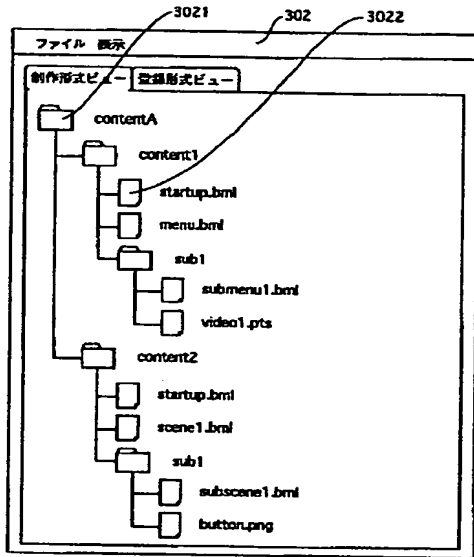 3021
302
3022
ファイル 表示
創作形式ビュー 登録形式ビュー
contentA
content1
startup.bml
menu.bml
sub1
submenu1.bml
video1.pts
content2
startup.bml
scene1.bml
sub1
subscene1.bml
button.png